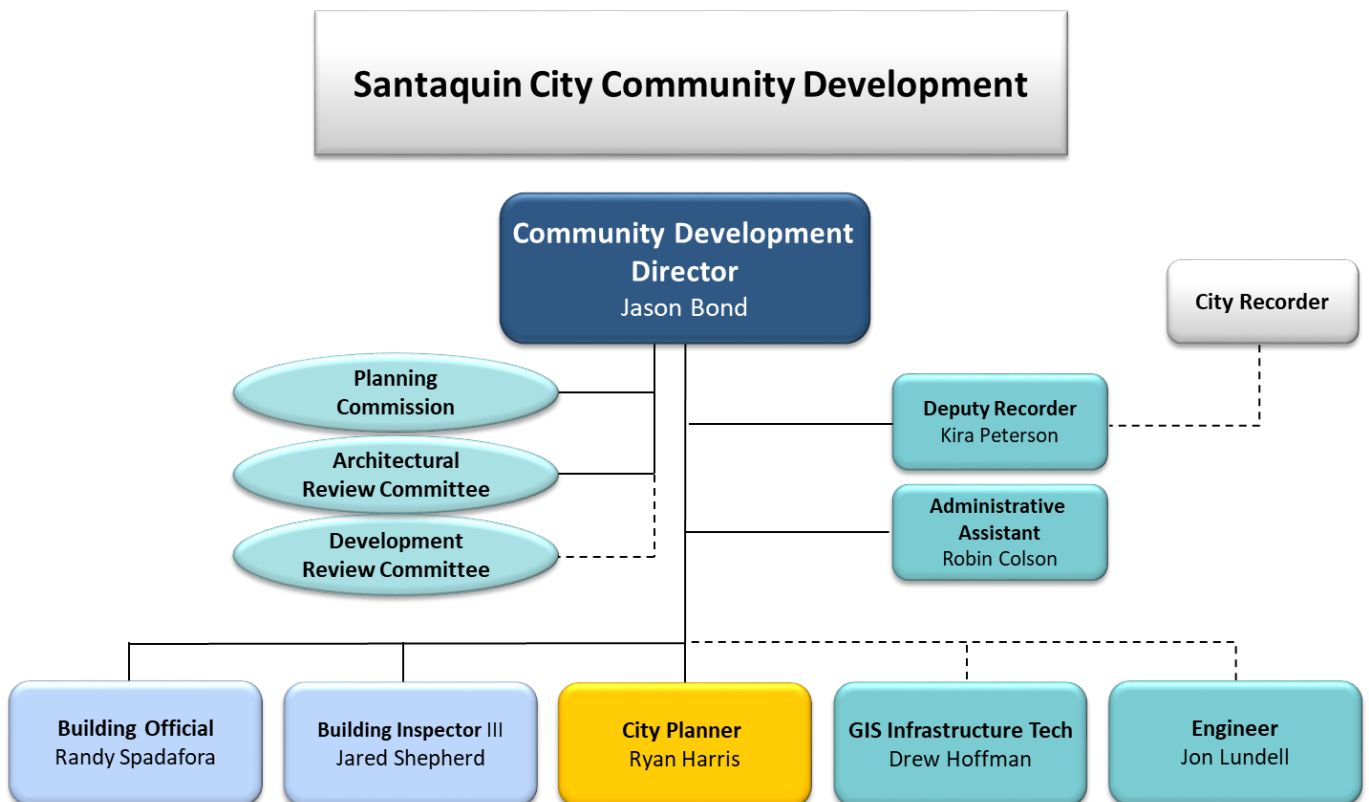 Santaquin City Community Development
Community Development
Director
Jason Bond
City Recorder
Planning
Commission
Architectural
Review Committee
Development
Review Committee
Deputy Recorder
Kira Peterson
Administrative
Assistant
Robin Colson
Building Official
Randy Spadafora
Building Inspector III
Jared Shepherd
City Planner
Ryan Harris
GIS Infrastructure Tech
Drew Hoffman
Engineer
Jon Lundell